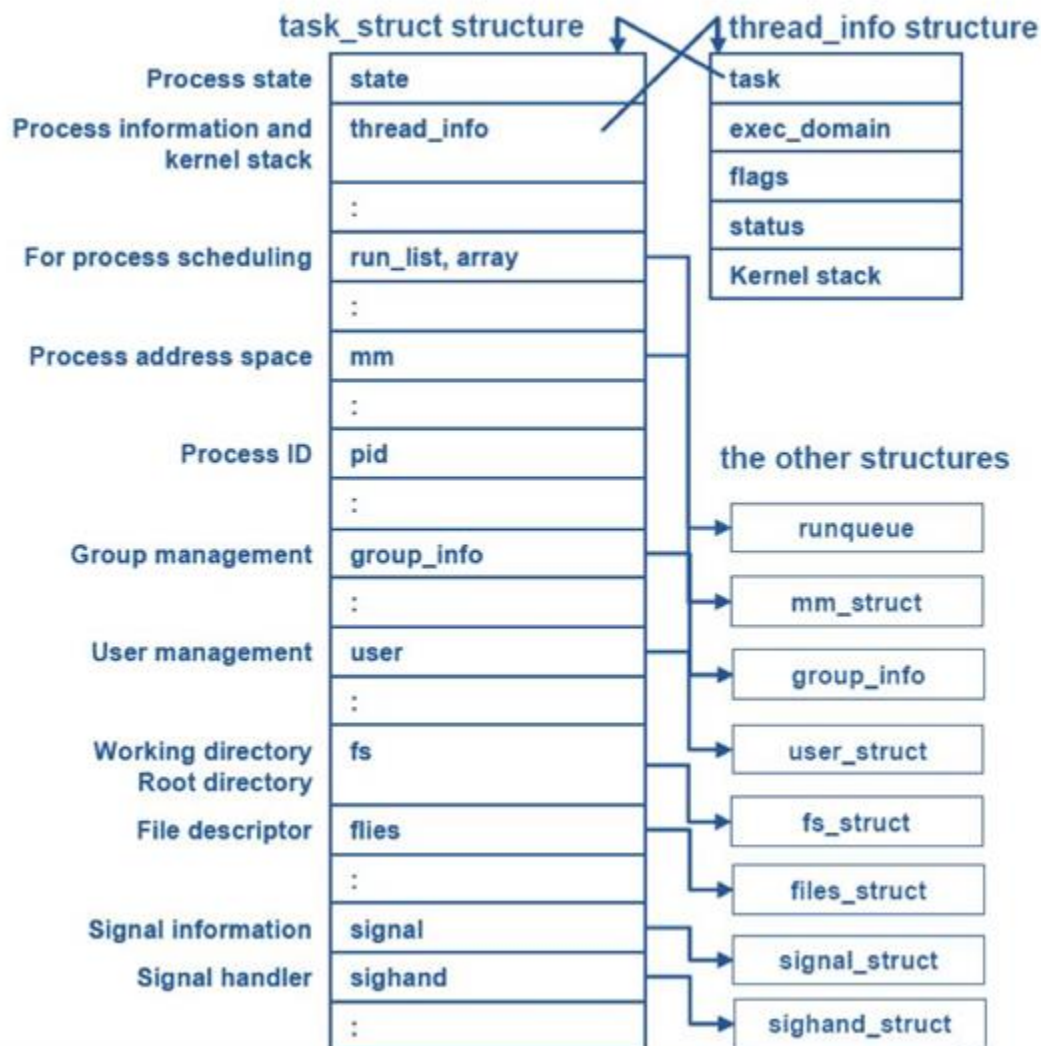 task_struct structure
thread_info structure
Process state
state
task
Process information and
kernel stack
thread_info
exec_domain
flags
:
status
For process scheduling
run_list, array
Kernel stack
:
Process address space
mm
:
Process ID
pid
the other structures
:
runqueue
Group management
group_info
:
mm_struct
User management
user
group_info
:
Working directory
Root directory
fs
user_struct
File descriptor
flies
fs_struct
:
files_struct
Signal information
signal
signal_struct
Signal handler
sighand
:
sighand_struct